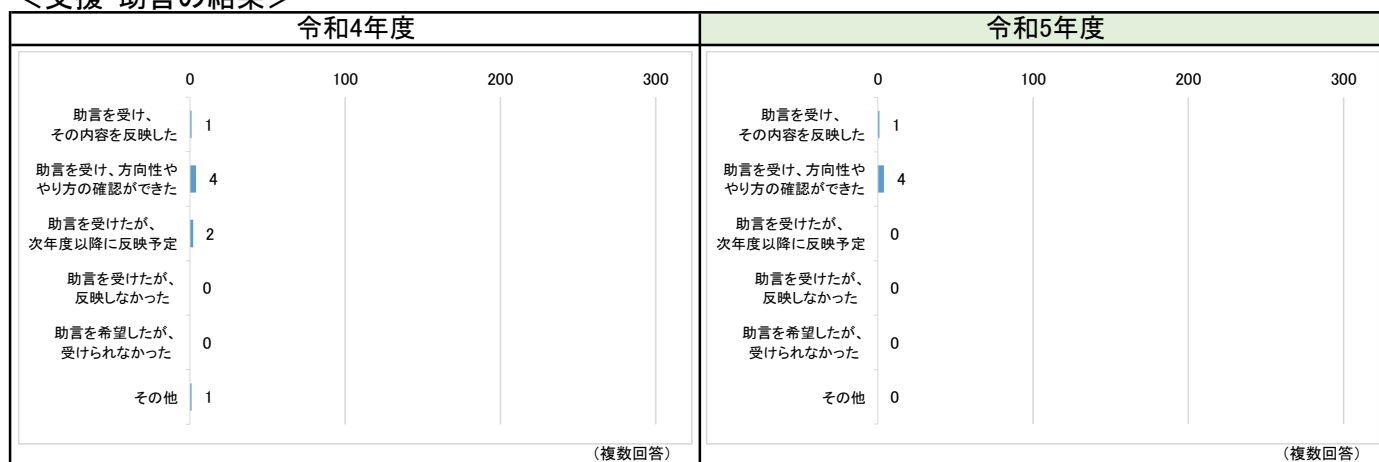 ＜支援・助言の結果＞
令和4年度
0 100 200 300
助言を受け、
その内容を反映した 1
助言を受け、方向性や
やり方の確認ができた 4
助言を受けたが、
次年度以降に反映予定 2
助言を受けたが、
反映しなかった 0
助言を希望したが、
受けられなかった 0
その他 1
（複数回答）
令和5年度
0 100 200 300
助言を受け、
その内容を反映した 1
助言を受け、方向性や
やり方の確認ができた 4
助言を受けたが、
次年度以降に反映予定 0
助言を受けたが、
反映しなかった 0
助言を希望したが、
受けられなかった 0
その他 0
（複数回答）